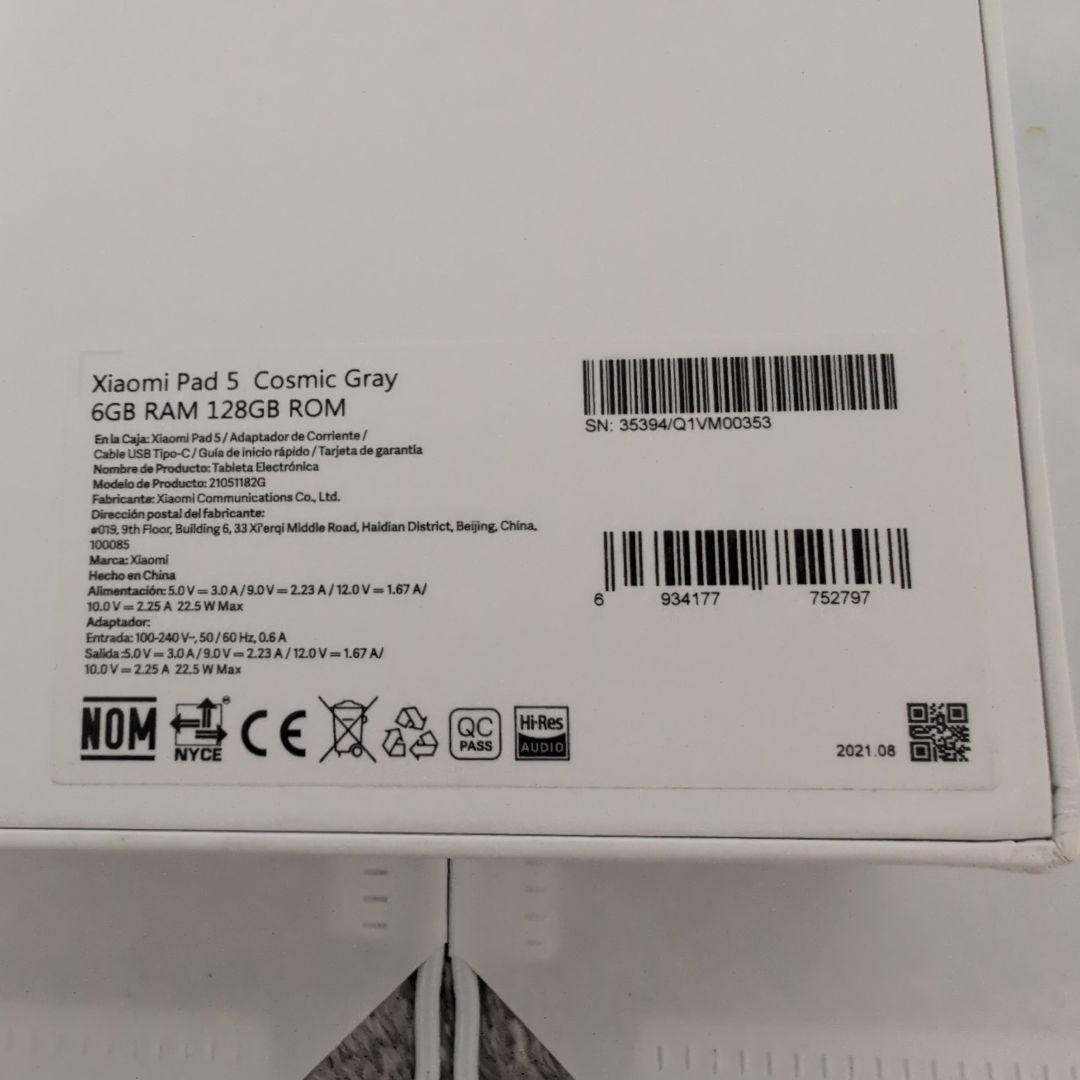 Xiaomi Pad 5 Cosmic Gray
6GB RAM 128GB ROM
En la Caja: Xiaomi Pad 5 / Adaptador de Corriente /
Cable USB Tipo-C / Guía de inicio rápido / Tarjeta de garantía
Nombre de Producto: Tableta Electrónica
Modelo de Producto: 21051182G
Fabricante: Xiaomi Communications Co., Ltd.
Dirección postal del fabricante:
#019, 9th Floor, Building 6, 33 Xi'erqi Middle Road, Haidian District, Beijing, China,
100085
Marca: Xiaomi
Hecho en China
Alimentación: 5.0 V ⎓ 3.0 A / 9.0 V ⎓ 2.23 A / 12.0 V ⎓ 1.67 A/
10.0 V ⎓ 2.25 A 22.5 W Max
Adaptador:
Entrada: 100-240 V~, 50 / 60 Hz, 0.6 A
Salida :5.0 V ⎓ 3.0 A / 9.0 V ⎓ 2.23 A / 12.0 V ⎓ 1.67 A/
10.0 V ⎓ 2.25 A 22.5 W Max
NOM
NYCE
CE
QC
PASS
Hi-Res
AUDIO
SN: 35394/Q1VM00353
6 934177 752797
2021.08